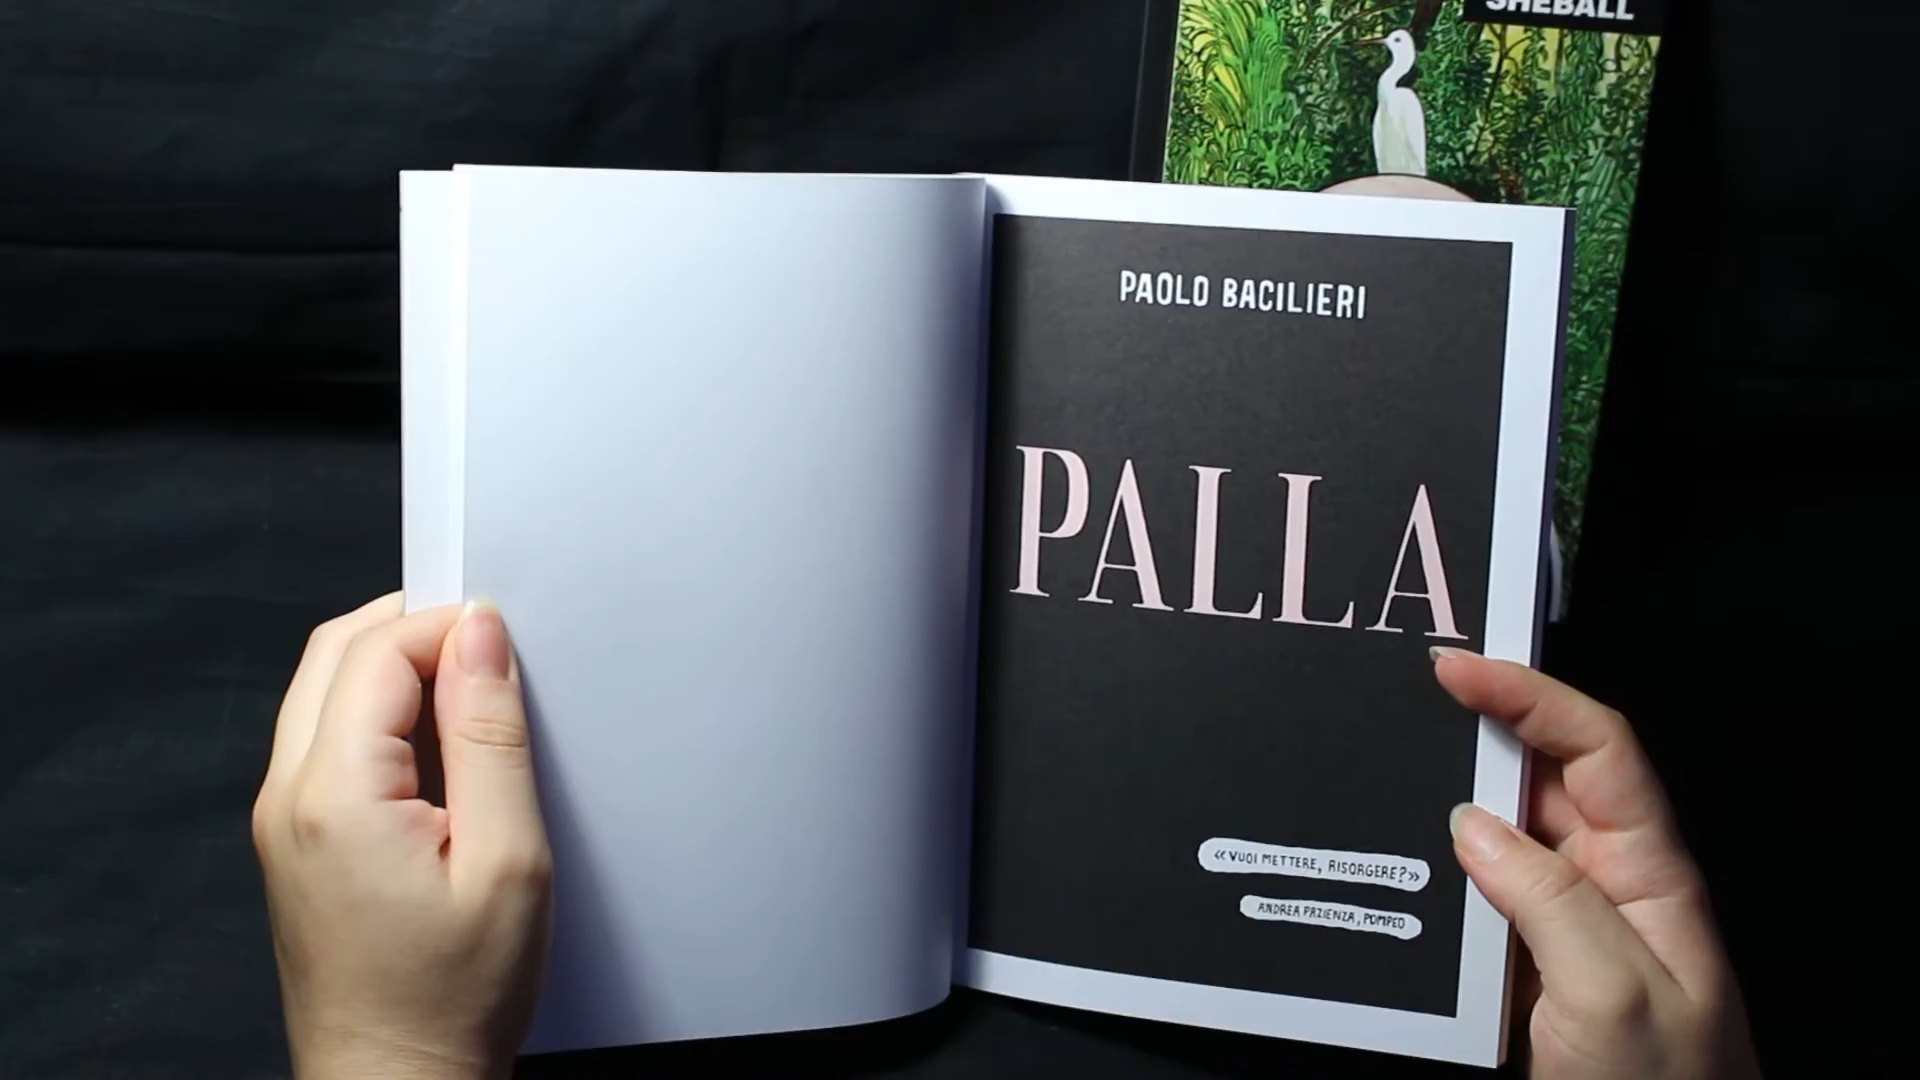 SHEBALL
PAOLO BACILIERI
PALLA
«VUOI METTERE, RISORGERE?»
ANDREA PAZIENZA, POMPEO